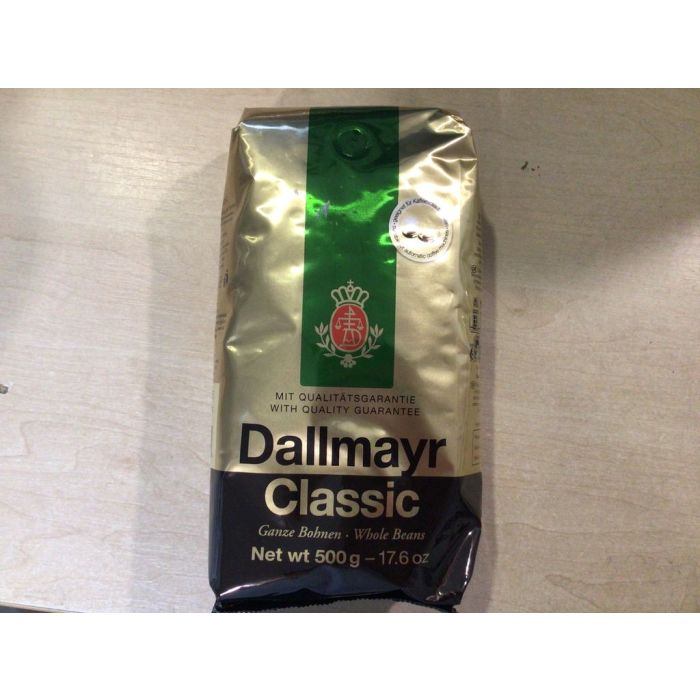 MIT QUALITÄTSGARANTIE
WITH QUALITY GUARANTEE
Dallmayr
Classic
Ganze Bohnen · Whole Beans
Net wt 500 g – 17.6 oz